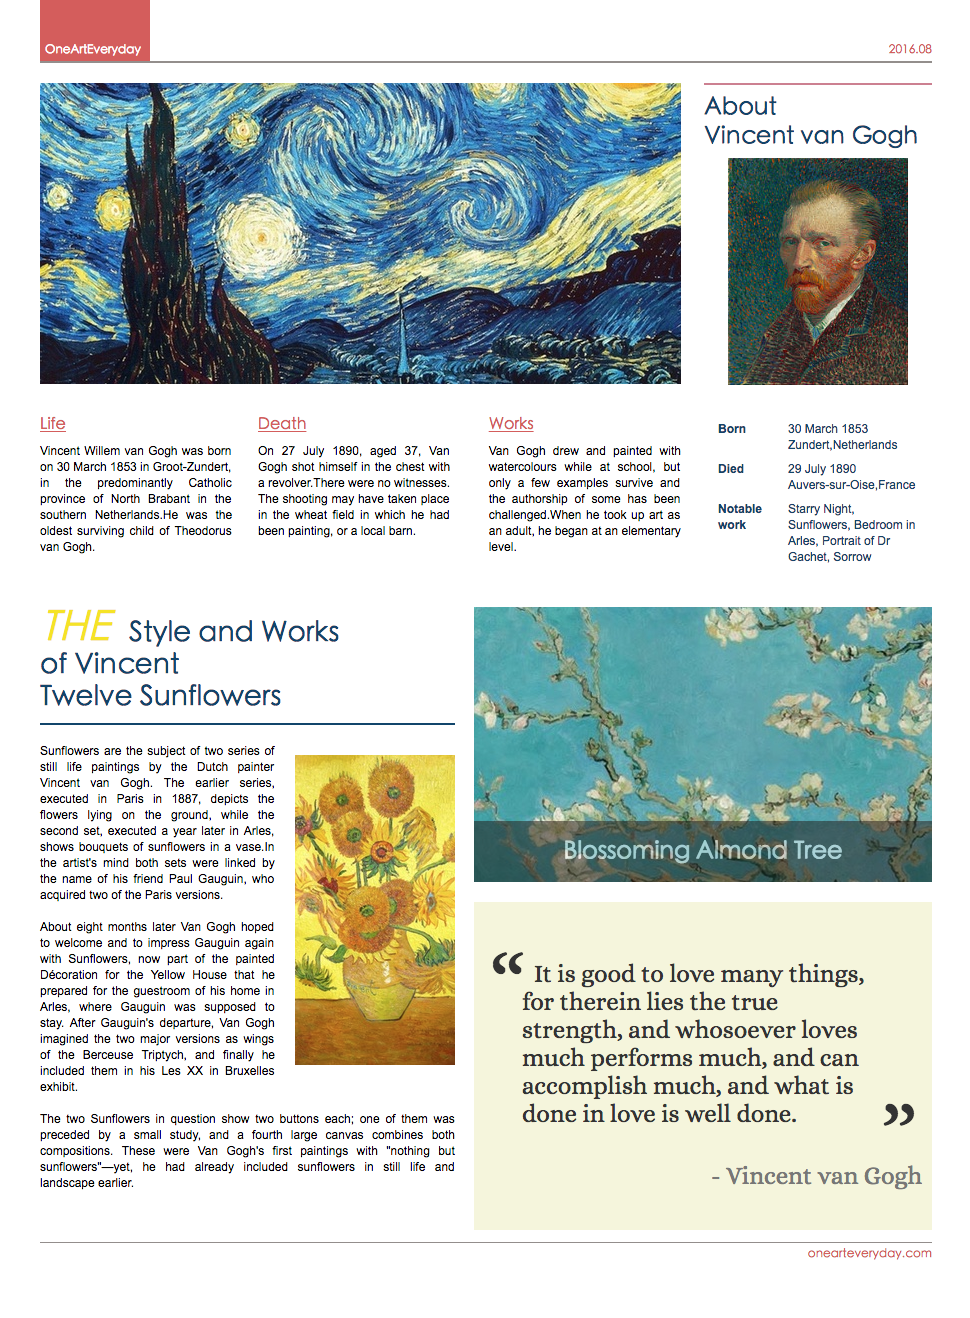 OneArtEveryday
2016.08
About
Vincent van Gogh
Life
Vincent Willem van Gogh was born
on 30 March 1853 in Groot-Zundert,
in the predominantly Catholic
province of North Brabant in the
southern Netherlands.He was the
oldest surviving child of Theodorus
van Gogh.
Death
On 27 July 1890, aged 37, Van
Gogh shot himself in the chest with
a revolver.There were no witnesses.
The shooting may have taken place
in the wheat field in which he had
been painting, or a local barn.
Works
Van Gogh drew and painted with
watercolours while at school, but
only a few examples survive and
the authorship of some has been
challenged.When he took up art as
an adult, he began at an elementary
level.
Born 30 March 1853
Zundert,Netherlands
Died 29 July 1890
Auvers-sur-Oise,France
Notable Starry Night,
work Sunflowers, Bedroom in
Arles, Portrait of Dr
Gachet, Sorrow
THE Style and Works
of Vincent
Twelve Sunflowers
Sunflowers are the subject of two series of
still life paintings by the Dutch painter
Vincent van Gogh. The earlier series,
executed in Paris in 1887, depicts the
flowers lying on the ground, while the
second set, executed a year later in Arles,
shows bouquets of sunflowers in a vase.In
the artist's mind both sets were linked by
the name of his friend Paul Gauguin, who
acquired two of the Paris versions.
About eight months later Van Gogh hoped
to welcome and to impress Gauguin again
with Sunflowers, now part of the painted
Décoration for the Yellow House that he
prepared for the guestroom of his home in
Arles, where Gauguin was supposed to
stay. After Gauguin's departure, Van Gogh
imagined the two major versions as wings
of the Berceuse Triptych, and finally he
included them in his Les XX in Bruxelles
exhibit.
The two Sunflowers in question show two buttons each; one of them was
preceded by a small study, and a fourth large canvas combines both
compositions. These were Van Gogh's first paintings with "nothing but
sunflowers"—yet, he had already included sunflowers in still life and
landscape earlier.
Blossoming Almond Tree
“ It is good to love many things,
for therein lies the true
strength, and whosoever loves
much performs much, and can
accomplish much, and what is
done in love is well done. ”
- Vincent van Gogh
onearteveryday.com